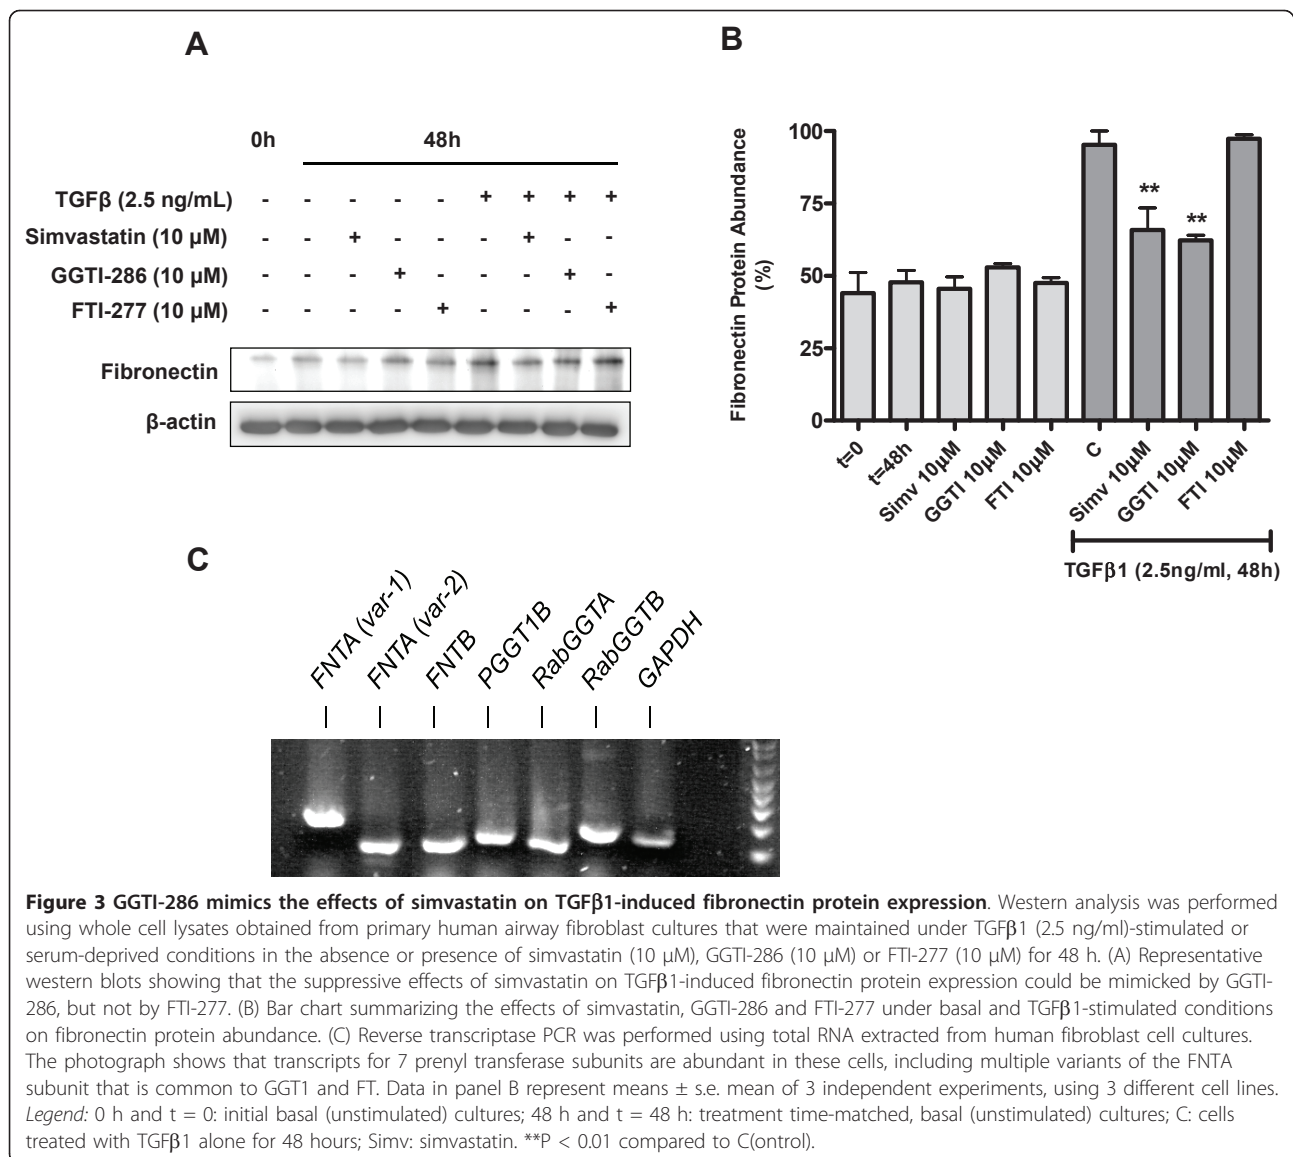 A
0h 48h
TGFβ (2.5 ng/mL) - - - - - + + + +
Simvastatin (10 µM) - - + - - - + - -
GGTI-286 (10 µM) - - - + - - - + -
FTI-277 (10 µM) - - - - + - - - +
Fibronectin
β-actin
B
Fibronectin Protein Abundance
(%)
100
75
50
25
0
** **
t=0 t=48h Simv 10µM GGTI 10µM FTI 10µM C Simv 10µM GGTI 10µM FTI 10µM
TGFβ1 (2.5ng/ml, 48h)
C
FNTA (var-1) FNTA (var-2) FNTB PGGT1B RabGGTA RabGGTB GAPDH
Figure 3 GGTI-286 mimics the effects of simvastatin on TGFβ1-induced fibronectin protein expression. Western analysis was performed
using whole cell lysates obtained from primary human airway fibroblast cultures that were maintained under TGFβ1 (2.5 ng/ml)-stimulated or
serum-deprived conditions in the absence or presence of simvastatin (10 µM), GGTI-286 (10 µM) or FTI-277 (10 µM) for 48 h. (A) Representative
western blots showing that the suppressive effects of simvastatin on TGFβ1-induced fibronectin protein expression could be mimicked by GGTI-
286, but not by FTI-277. (B) Bar chart summarizing the effects of simvastatin, GGTI-286 and FTI-277 under basal and TGFβ1-stimulated conditions
on fibronectin protein abundance. (C) Reverse transcriptase PCR was performed using total RNA extracted from human fibroblast cell cultures.
The photograph shows that transcripts for 7 prenyl transferase subunits are abundant in these cells, including multiple variants of the FNTA
subunit that is common to GGT1 and FT. Data in panel B represent means ± s.e. mean of 3 independent experiments, using 3 different cell lines.
Legend: 0 h and t = 0: initial basal (unstimulated) cultures; 48 h and t = 48 h: treatment time-matched, basal (unstimulated) cultures; C: cells
treated with TGFβ1 alone for 48 hours; Simv: simvastatin. **P < 0.01 compared to C(ontrol).